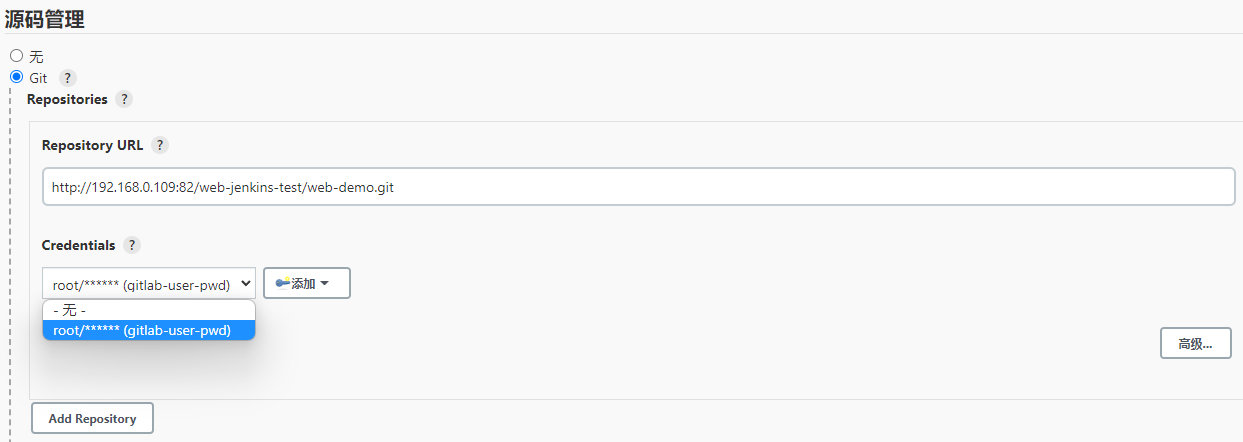 源码管理
无
Git ?
Repositories ?
Repository URL ?
http://192.168.0.109:82/web-jenkins-test/web-demo.git
Credentials ?
root/****** (gitlab-user-pwd) 添加
- 无 -
root/****** (gitlab-user-pwd)
高级...
Add Repository